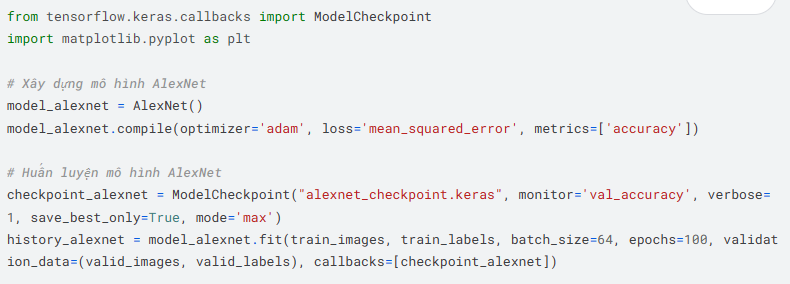 from tensorflow.keras.callbacks import ModelCheckpoint
import matplotlib.pyplot as plt
# Xây dựng mô hình AlexNet
model_alexnet = AlexNet()
model_alexnet.compile(optimizer='adam', loss='mean_squared_error', metrics=['accuracy'])
# Huấn luyện mô hình AlexNet
checkpoint_alexnet = ModelCheckpoint("alexnet_checkpoint.keras", monitor='val_accuracy', verbose=
1, save_best_only=True, mode='max')
history_alexnet = model_alexnet.fit(train_images, train_labels, batch_size=64, epochs=100, validat
ion_data=(valid_images, valid_labels), callbacks=[checkpoint_alexnet])